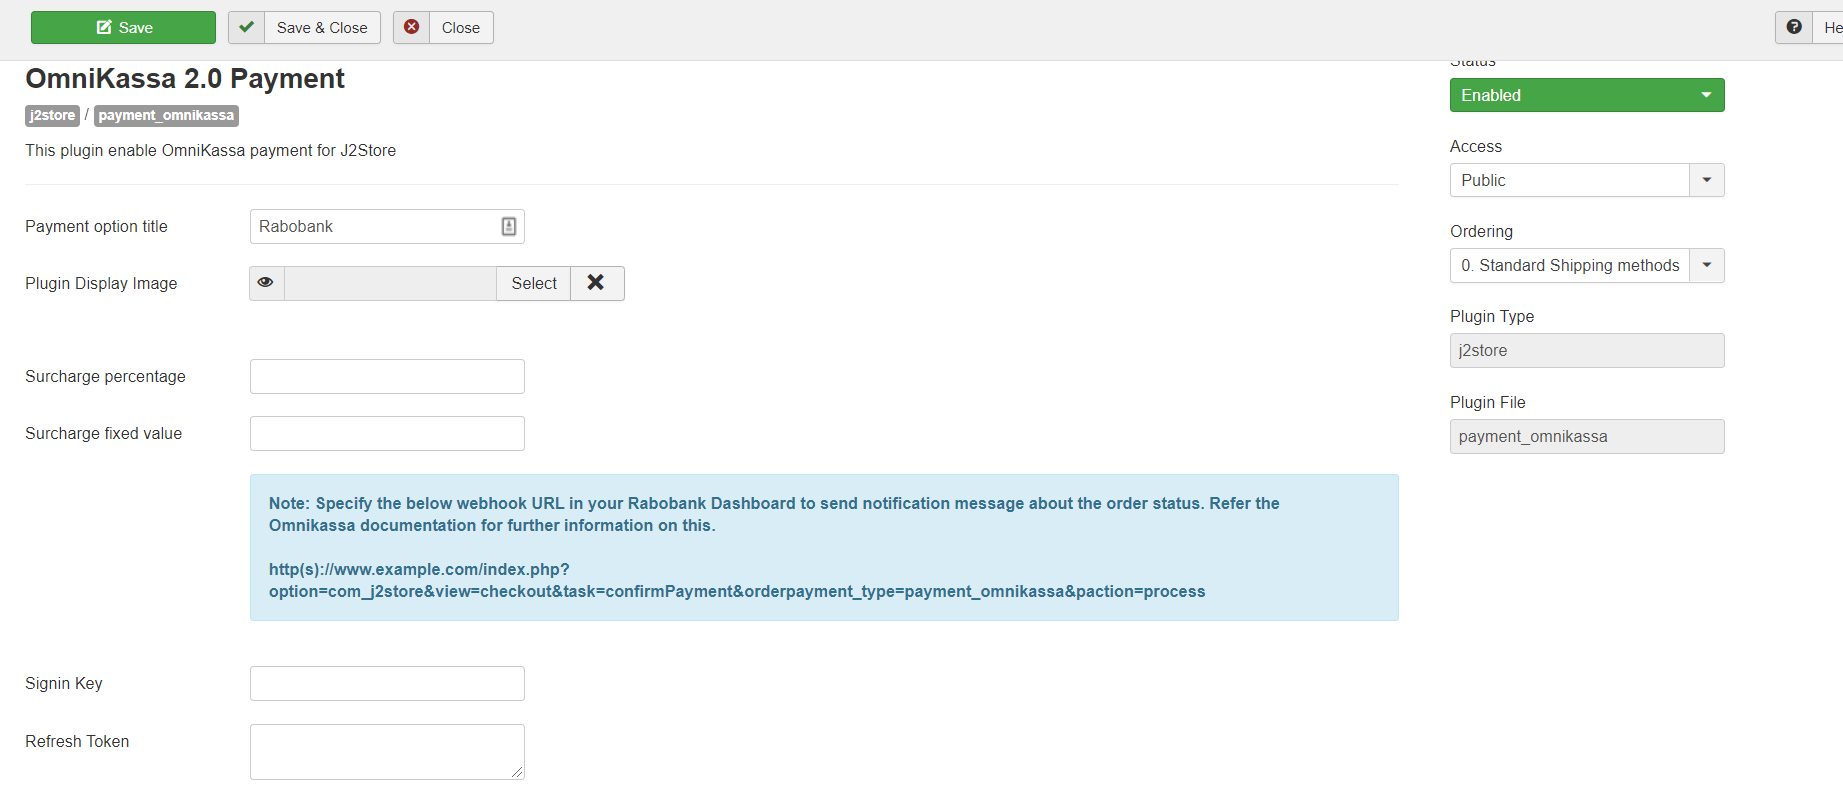 Save
Save & Close
Close
He
OmniKassa 2.0 Payment
j2store / payment_omnikassa
This plugin enable OmniKassa payment for J2Store
Payment option title
Rabobank
Plugin Display Image
Select
Surcharge percentage
Surcharge fixed value
Note: Specify the below webhook URL in your Rabobank Dashboard to send notification message about the order status. Refer the
Omnikassa documentation for further information on this.
http(s)://www.example.com/index.php?
option=com_j2store&view=checkout&task=confirmPayment&orderpayment_type=payment_omnikassa&paction=process
Signin Key
Refresh Token
Status
Enabled
Access
Public
Ordering
0. Standard Shipping methods
Plugin Type
j2store
Plugin File
payment_omnikassa